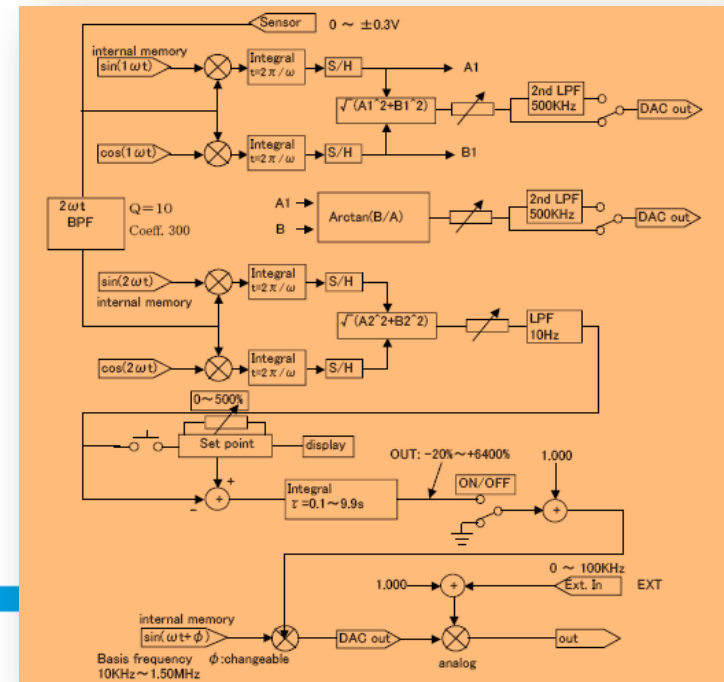 Sensor 0 ~ ±0.3V
internal memory
sin(1ωt)
Integral
t=2π/ω
S/H
A1
√(A1^2+B1^2)
2nd LPF
500KHz
DAC out
cos(1ωt)
Integral
t=2π/ω
S/H
B1
2ωt
BPF
Q=10
Coeff. 300
A1
B
Arctan(B/A)
2nd LPF
500KHz
DAC out
sin(2ωt)
internal memory
Integral
t=2π/ω
S/H
√(A2^2+B2^2)
LPF
10Hz
cos(2ωt)
Integral
t=2π/ω
S/H
0~500%
Set point
display
+
-
+
Integral
τ=0.1~9.9s
OUT: -20%~+6400%
ON/OFF
1.000
+
0 ~ 100KHz
1.000
+
Ext. In
EXT
internal memory
sin(ωt+φ)
DAC out
analog
out
Basis frequency φ:changeable
10KHz~1.50MHz